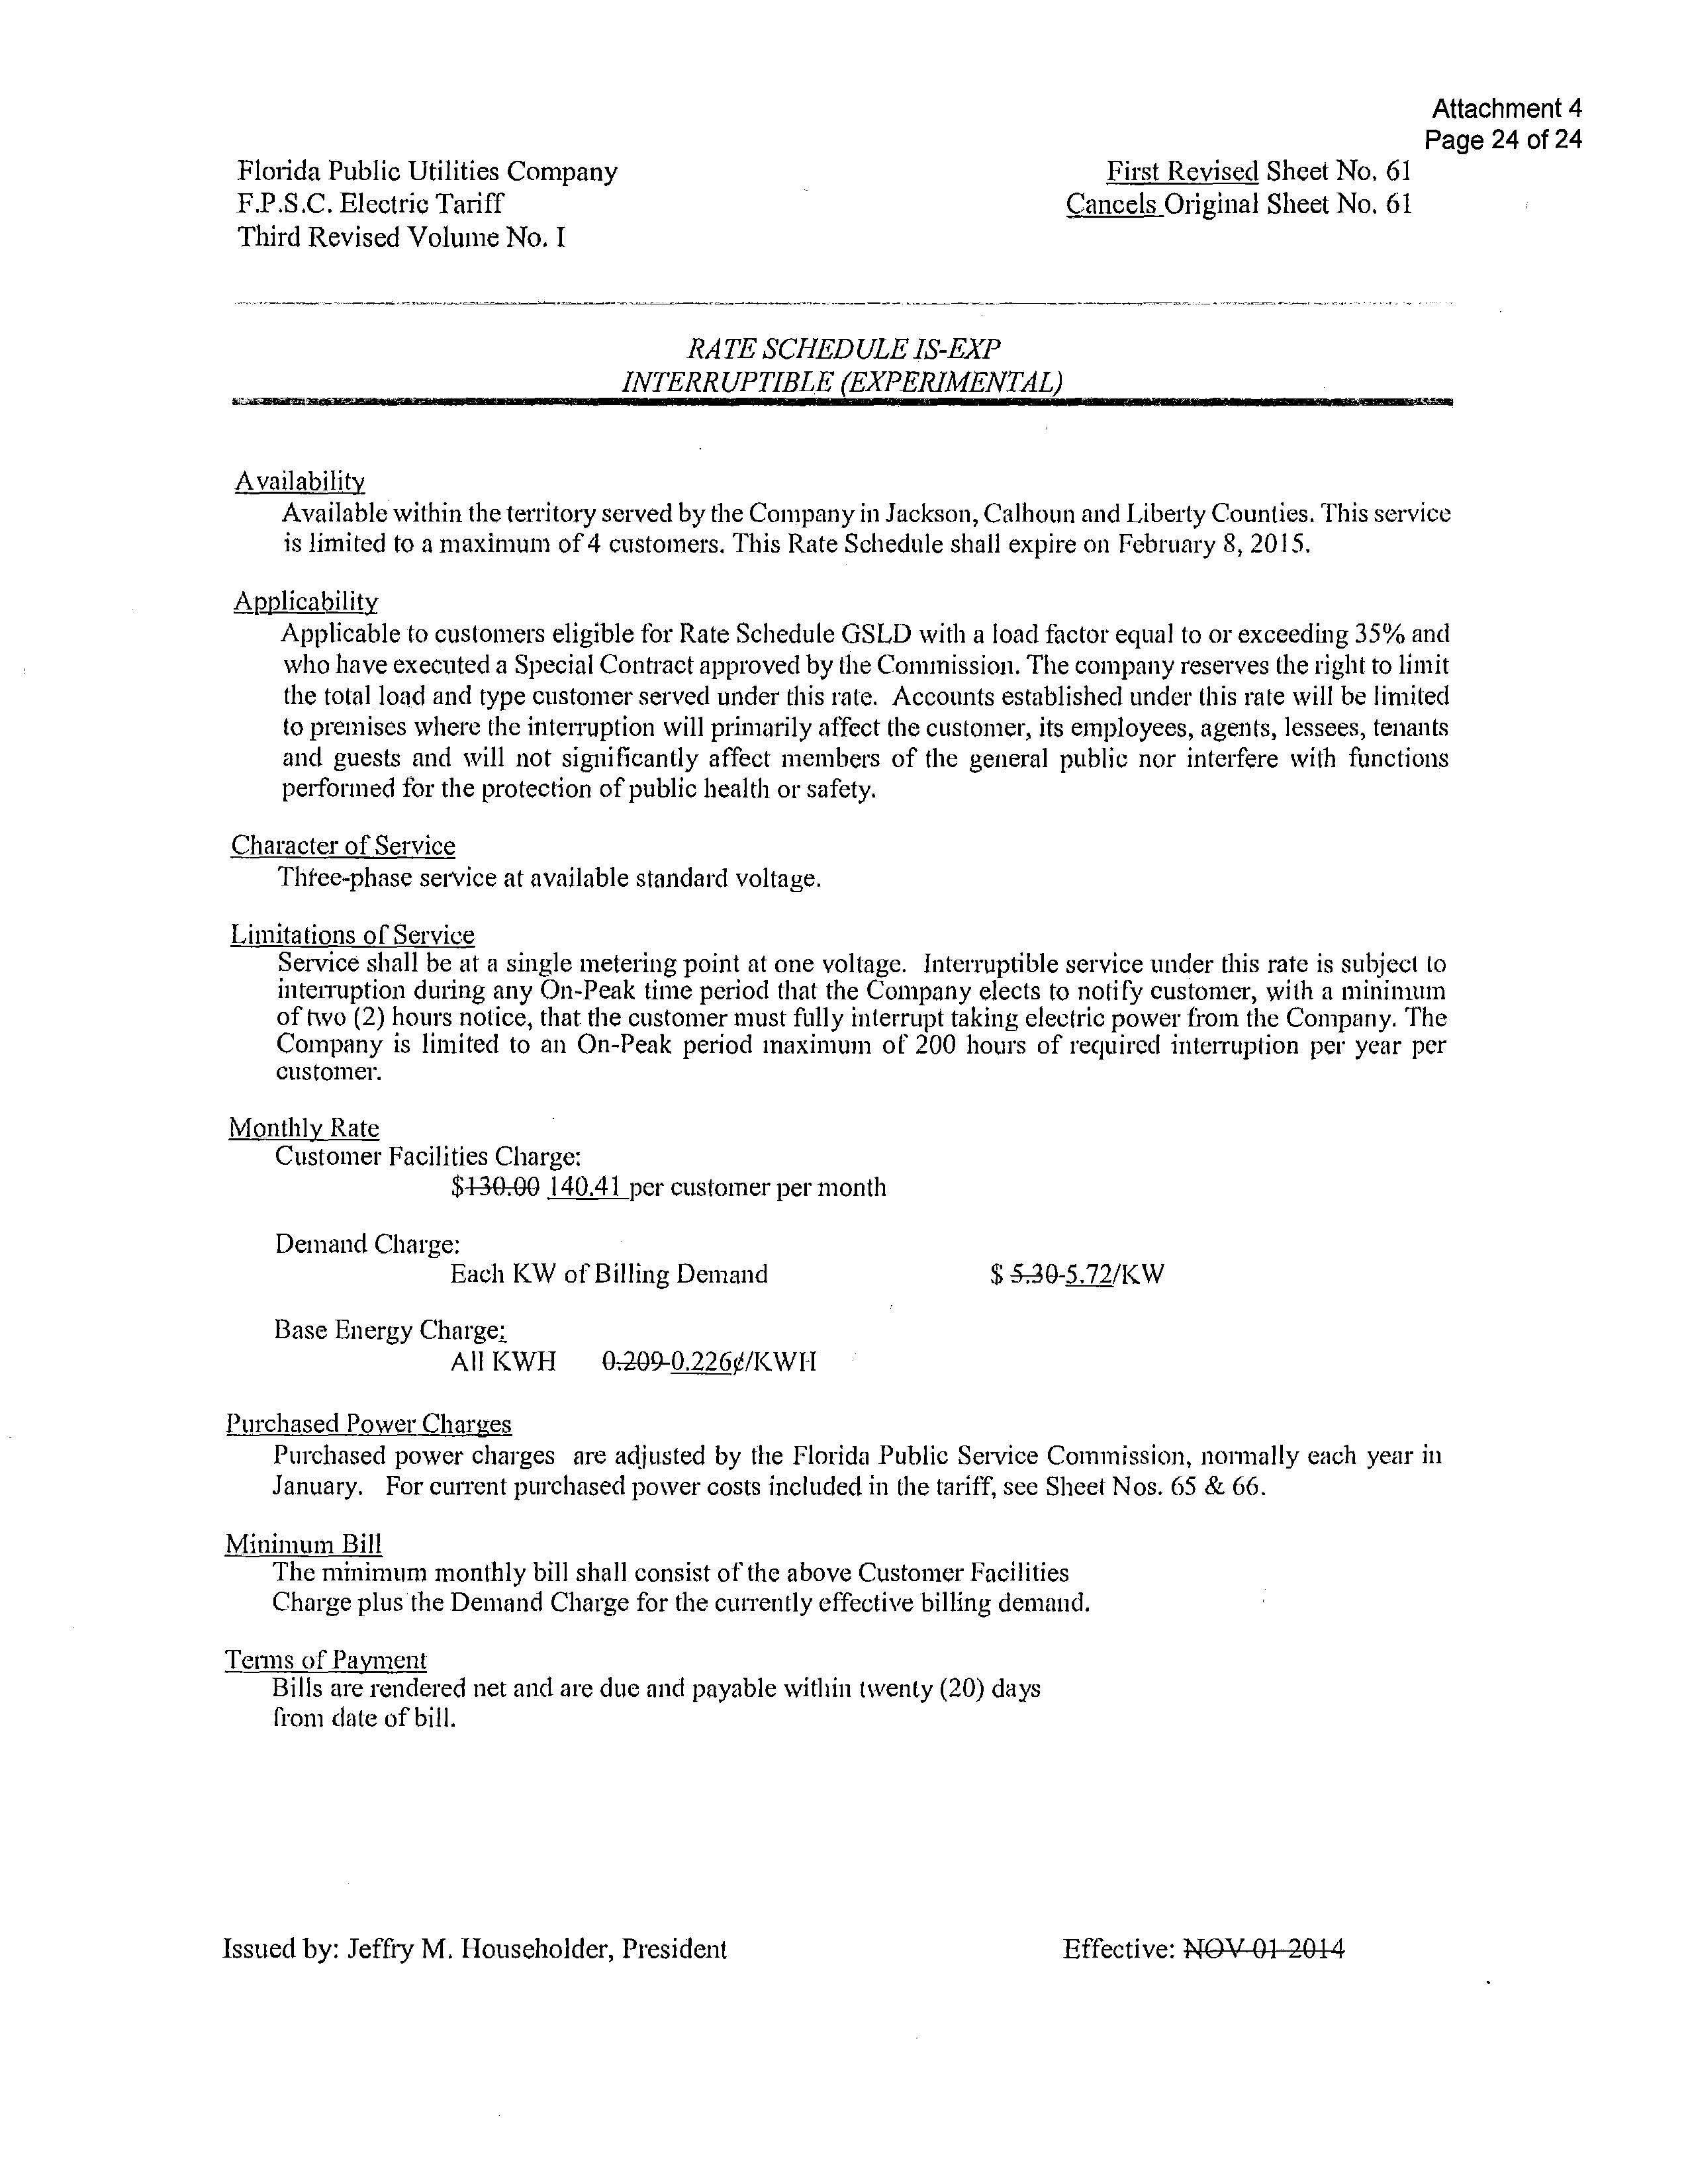 Attachment 4
Page 24 of 24
Florida Public Utilities Company
First Revised Sheet No. 61
F.P.S.C. Electric Tariff
Cancels Original Sheet No. 61
Third Revised Volume No. I
RATE SCHEDULE IS-EXP
INTERRUPTIBLE (EXPERIMENTAL)
Availability
Available within the territory served by the Company in Jackson, Calhoun and Liberty Counties. This service
is limited to a maximum of 4 customers. This Rate Schedule shall expire on February 8, 2015.
Applicability
Applicable to customers eligible for Rate Schedule GSLD with a load factor equal to or exceeding 35% and
who have executed a Special Contract approved by the Commission. The company reserves the right to limit
the total load and type customer served under this rate. Accounts established under this rate will be limited
to premises where the interruption will primarily affect the customer, its employees, agents, lessees, tenants
and guests and will not significantly affect members of the general public nor interfere with functions
performed for the protection of public health or safety.
Character of Service
Three-phase service at available standard voltage.
Limitations of Service
Service shall be at a single metering point at one voltage. Interruptible service under this rate is subject to
interruption during any On-Peak time period that the Company elects to notify customer, with a minimum
of two (2) hours notice, that the customer must fully interrupt taking electric power from the Company. The
Company is limited to an On-Peak period maximum of 200 hours of required interruption per year per
customer.
Monthly Rate
Customer Facilities Charge:
$130.00 140.41 per customer per month
Demand Charge:
Each KW of Billing Demand $ 5.30-5.72/KW
Base Energy Charge:
All KWH 0.209-0.226¢/KWH
Purchased Power Charges
Purchased power charges are adjusted by the Florida Public Service Commission, normally each year in
January. For current purchased power costs included in the tariff, see Sheet Nos. 65 & 66.
Minimum Bill
The minimum monthly bill shall consist of the above Customer Facilities
Charge plus the Demand Charge for the currently effective billing demand.
Terms of Payment
Bills are rendered net and are due and payable within twenty (20) days
from date of bill.
Issued by: Jeffry M. Householder, President
Effective: NOV 01 2014